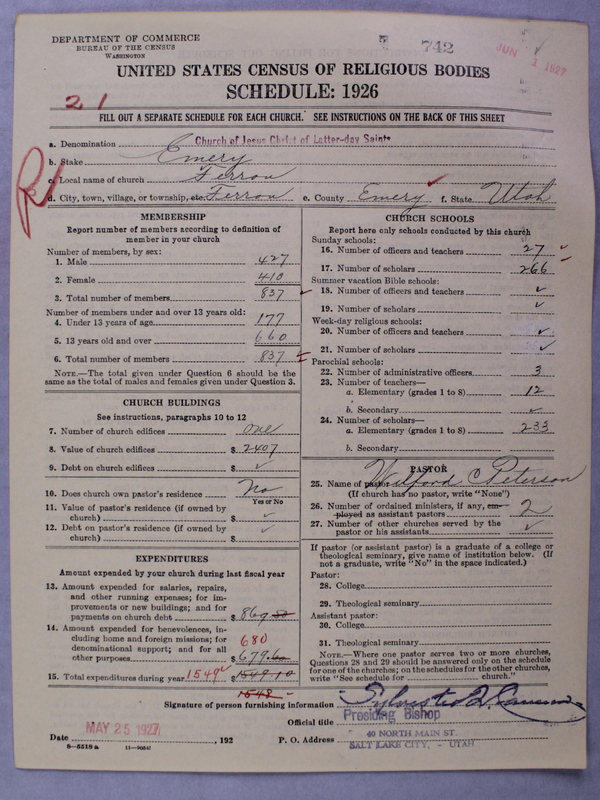 DEPARTMENT OF COMMERCE
BUREAU OF THE CENSUS
WASHINGTON
742
JUN 1 1927
UNITED STATES CENSUS OF RELIGIOUS BODIES
SCHEDULE: 1926
21
FILL OUT A SEPARATE SCHEDULE FOR EACH CHURCH. SEE INSTRUCTIONS ON THE BACK OF THIS SHEET
a. Denomination Church of Jesus Christ of Latter-day Saints
b. Stake Emery
c. Local name of church Ferron
d. City, town, village, or township, etc. Ferron e. County Emery f. State Utah
R
MEMBERSHIP
Report number of members according to definition of
member in your church
Number of members, by sex:
1. Male 427
2. Female 410
3. Total number of members 837
Number of members under and over 13 years old:
4. Under 13 years of age 177
5. 13 years old and over 660
6. Total number of members 837
NOTE.—The total given under Question 6 should be the
same as the total of males and females given under Question 3.
CHURCH BUILDINGS
See instructions, paragraphs 10 to 12
7. Number of church edifices one
8. Value of church edifices $ 2407
9. Debt on church edifices $ ✓
10. Does church own pastor's residence No
Yes or No
11. Value of pastor's residence (if owned by
church) $ ✓
12. Debt on pastor's residence (if owned by
church) $ ✓
EXPENDITURES
Amount expended by your church during last fiscal year
13. Amount expended for salaries, repairs,
and other running expenses; for im-
provements or new buildings; and for
payments on church debt $ 869.50
14. Amount expended for benevolences, in-
cluding home and foreign missions; for
denominational support; and for all
other purposes 680
$ 679.60
15. Total expenditures during year 1549 $ 1549.10
1548
CHURCH SCHOOLS
Report here only schools conducted by this church
Sunday schools:
16. Number of officers and teachers 27
17. Number of scholars 266
Summer vacation Bible schools:
18. Number of officers and teachers ✓
19. Number of scholars ✓
Week-day religious schools:
20. Number of officers and teachers ✓
21. Number of scholars ✓
Parochial schools:
22. Number of administrative officers 3
23. Number of teachers—
a. Elementary (grades 1 to 8) 12
b. Secondary ✓
24. Number of scholars—
a. Elementary (grades 1 to 8) 233
b. Secondary
PASTOR
25. Name of pastor Wilford C Peterson
(If church has no pastor, write "None")
26. Number of ordained ministers, if any, em-
ployed as assistant pastors 2
27. Number of other churches served by the
pastor or his assistants ✓
If pastor (or assistant pastor) is a graduate of a college or
theological seminary, give name of institution below. (If
not a graduate, write "No" in the space indicated.)
Pastor:
28. College
29. Theological seminary
Assistant pastor:
30. College
31. Theological seminary
NOTE.—Where one pastor serves two or more churches,
Questions 28 and 29 should be answered only on the schedule
for one of the churches; on the schedules for the other churches,
write "See schedule for church."
Signature of person furnishing information Sylvester Q. Cannon
Official title Presiding Bishop
Date MAY 25 1927, 192 P. O. Address 40 NORTH MAIN ST.
SALT LAKE CITY, - UTAH
8—5518a